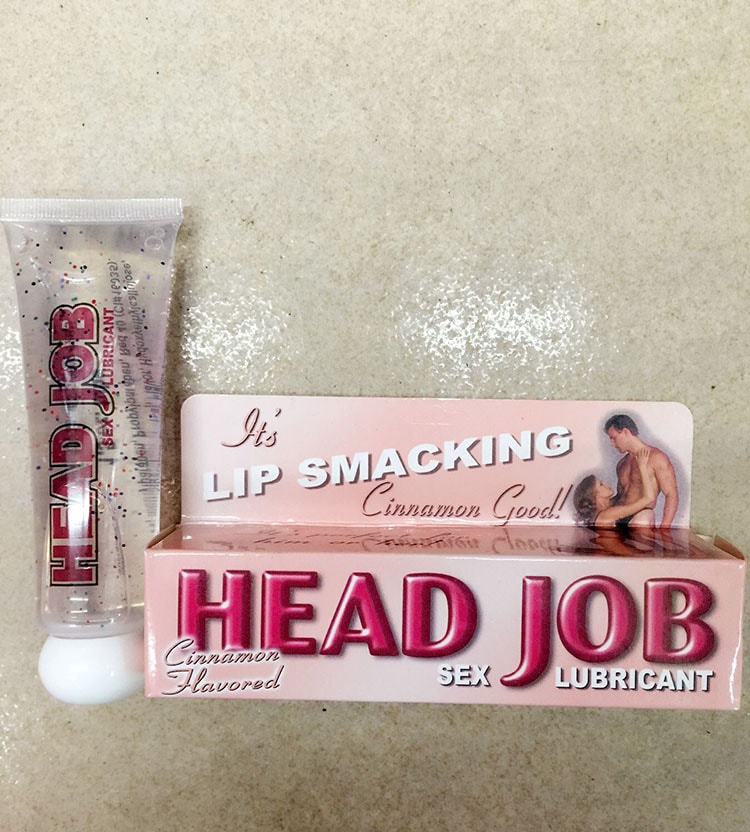 HEAD JOB
SEX LUBRICANT
It's
LIP SMACKING
Cinnamon Good!
HEAD JOB
Cinnamon
Flavored
SEX
LUBRICANT